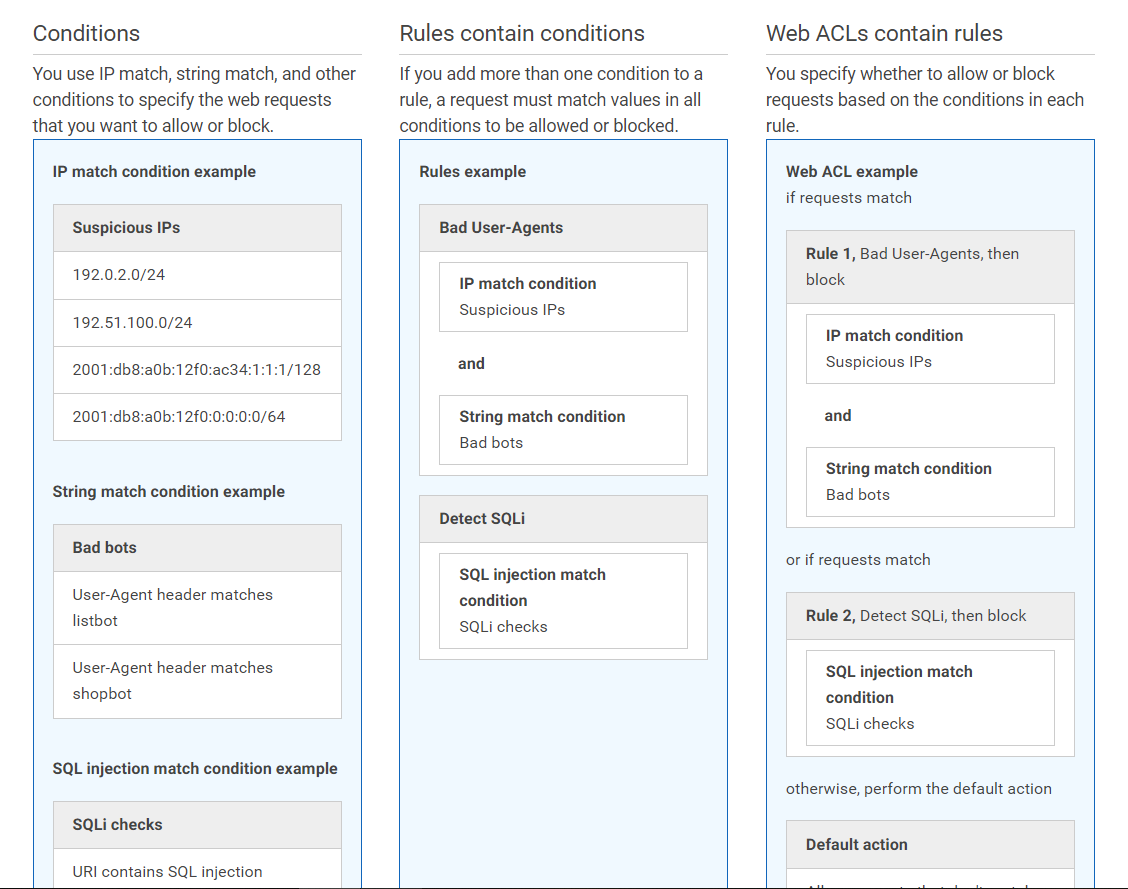 Conditions
You use IP match, string match, and other
conditions to specify the web requests
that you want to allow or block.
IP match condition example
Suspicious IPs
192.0.2.0/24
192.51.100.0/24
2001:db8:a0b:12f0:ac34:1:1:1/128
2001:db8:a0b:12f0:0:0:0:0/64
String match condition example
Bad bots
User-Agent header matches
listbot
User-Agent header matches
shopbot
SQL injection match condition example
SQLi checks
URI contains SQL injection
Rules contain conditions
If you add more than one condition to a
rule, a request must match values in all
conditions to be allowed or blocked.
Rules example
Bad User-Agents
IP match condition
Suspicious IPs
and
String match condition
Bad bots
Detect SQLi
SQL injection match
condition
SQLi checks
Web ACLs contain rules
You specify whether to allow or block
requests based on the conditions in each
rule.
Web ACL example
if requests match
Rule 1, Bad User-Agents, then
block
IP match condition
Suspicious IPs
and
String match condition
Bad bots
or if requests match
Rule 2, Detect SQLi, then block
SQL injection match
condition
SQLi checks
otherwise, perform the default action
Default action